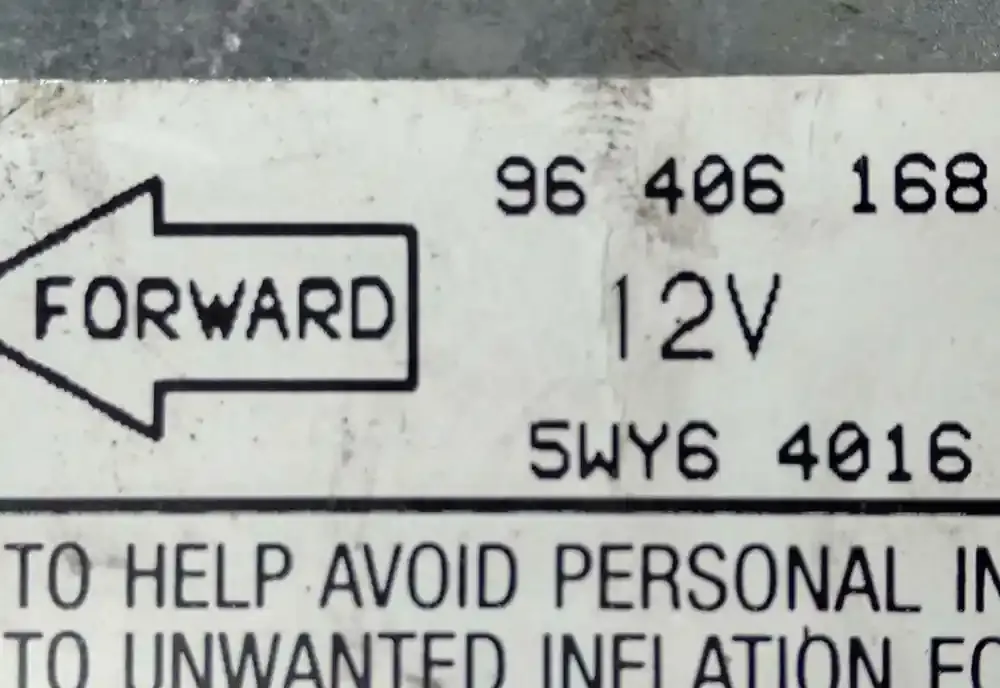 96 406 168
FORWARD
12V
5WY6 4016
TO HELP AVOID PERSONAL
TO UNWANTED INFLATION